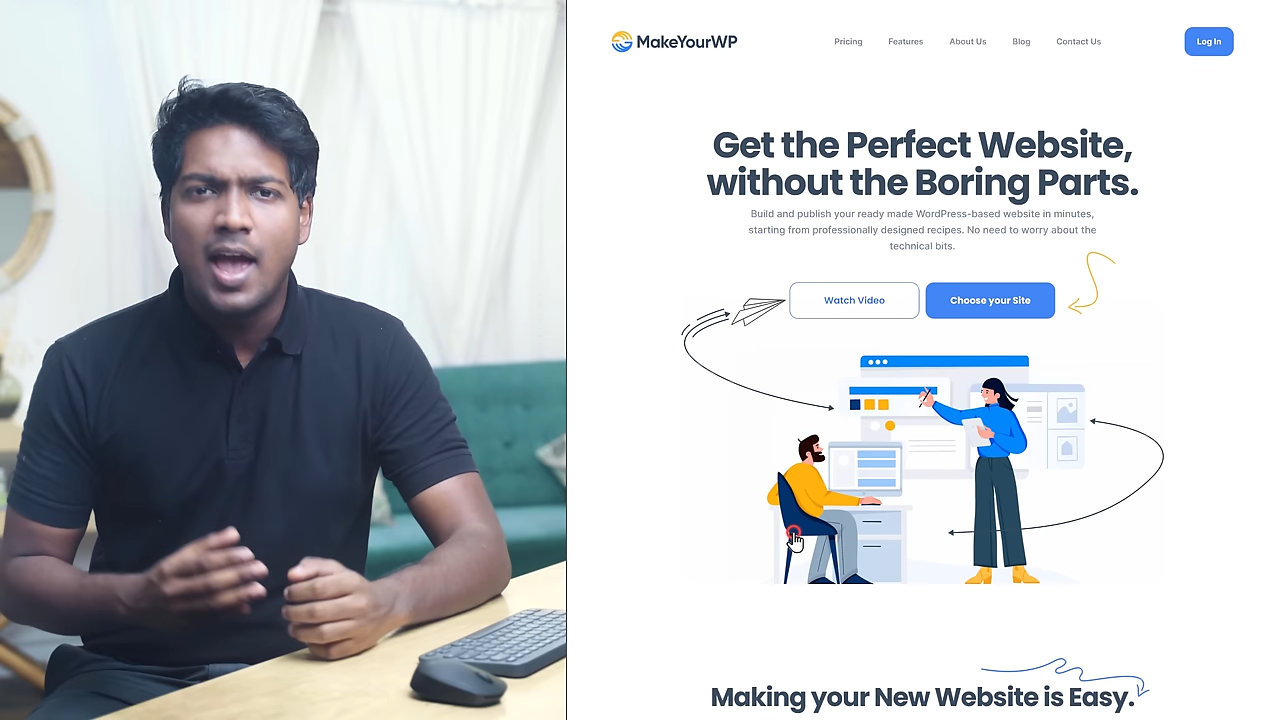 MakeYourWP
Pricing
Features
About Us
Blog
Contact Us
Log In
Get the Perfect Website,
without the Boring Parts.
Build and publish your ready made WordPress-based website in minutes,
starting from professionally designed recipes. No need to worry about the
technical bits.
Watch Video
Choose your Site
Making your New Website is Easy.